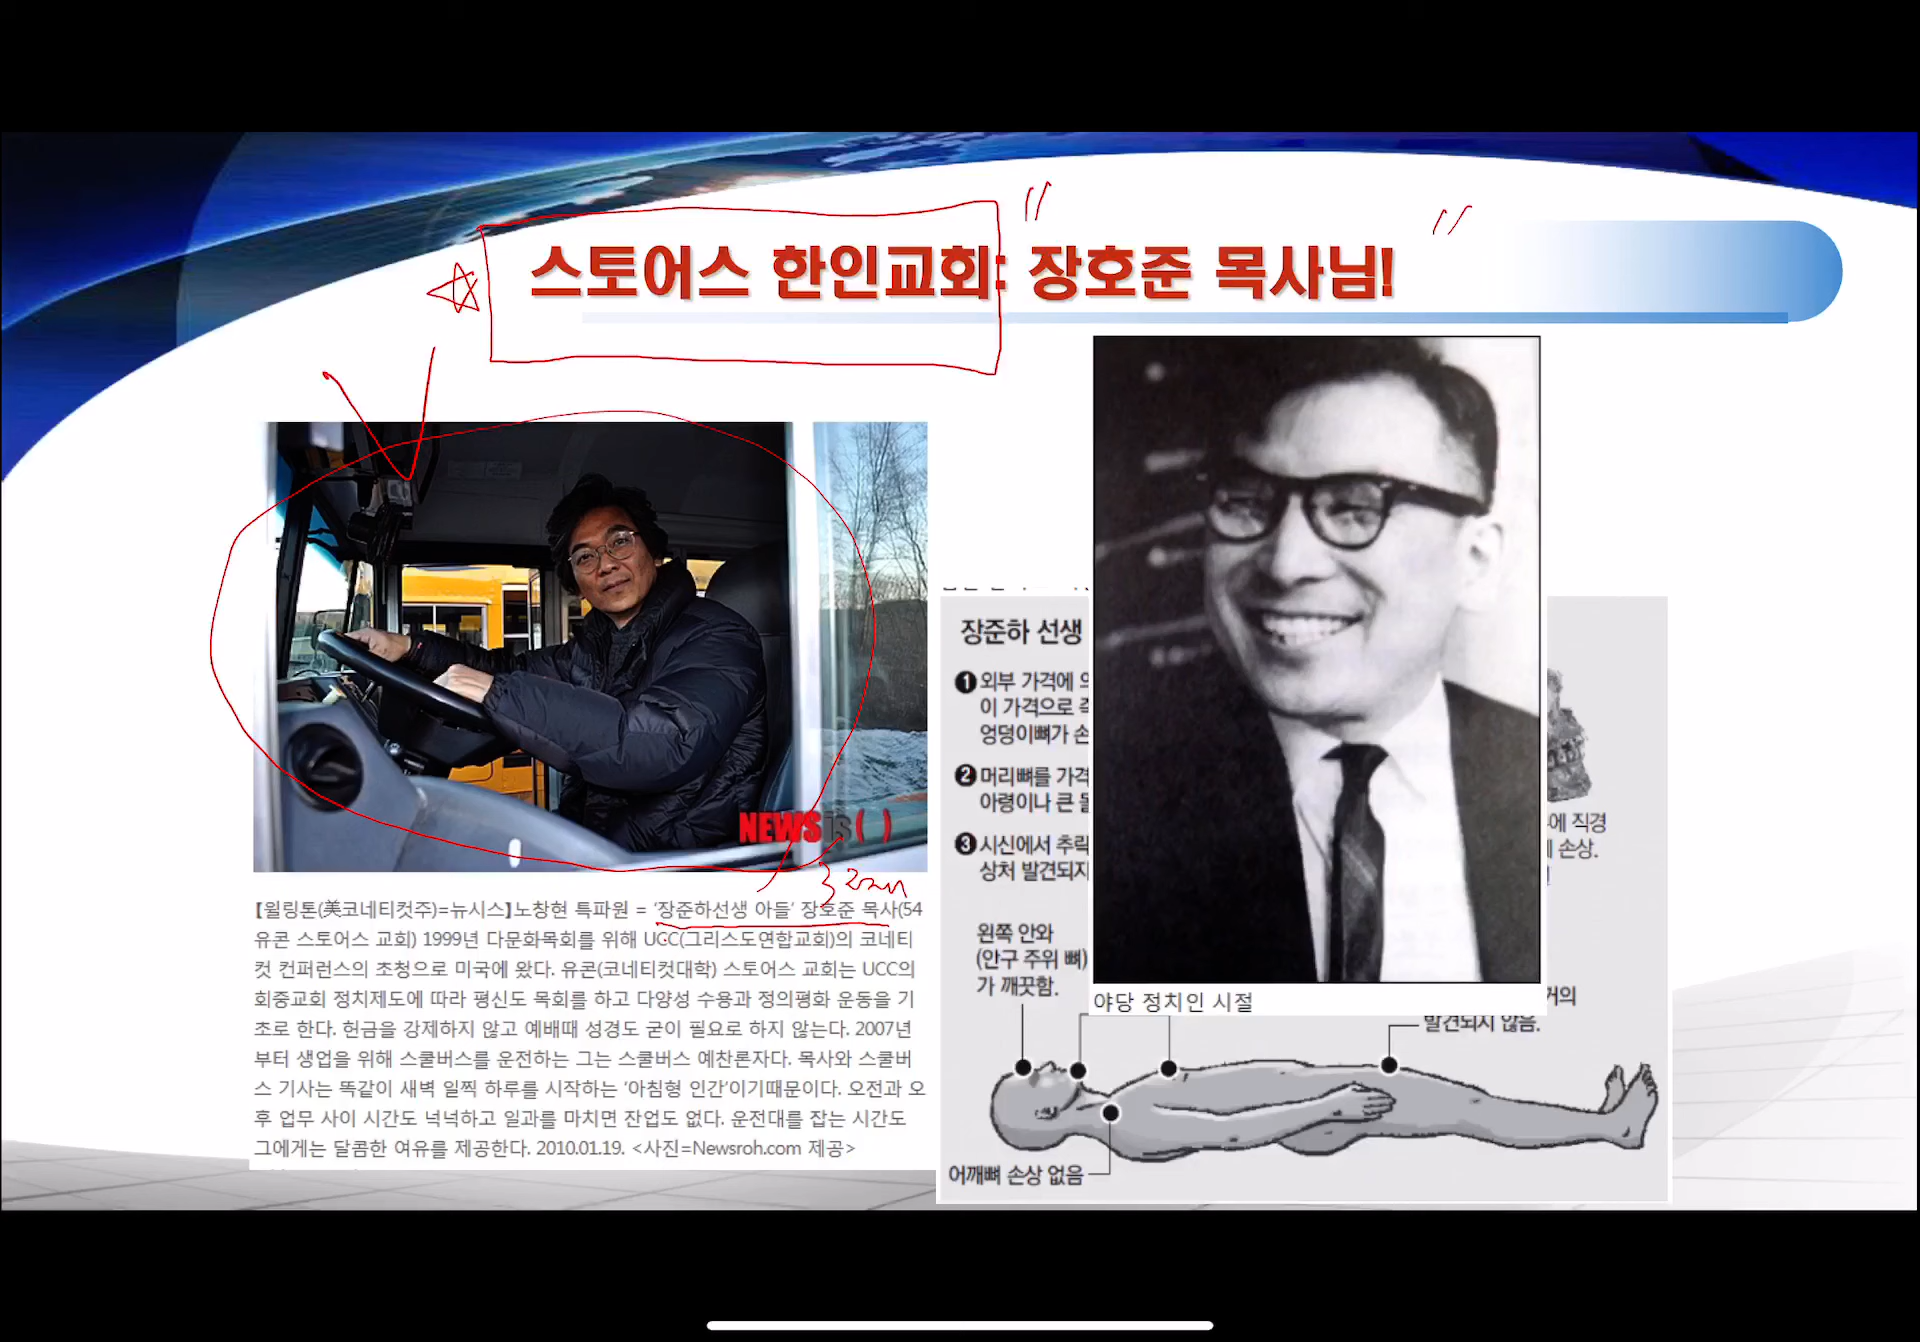 스토어스 한인교회: 장호준 목사님!
NEWSis( )
【윌링톤(美코네티컷주)=뉴시스】노창현 특파원 = '장준하선생 아들' 장호준 목사(54
유콘 스토어스 교회) 1999년 다문화목회를 위해 UCC(그리스도연합교회)의 코네티
컷 컨퍼런스의 초청으로 미국에 왔다. 유콘(코네티컷대학) 스토어스 교회는 UCC의
회중교회 정치제도에 따라 평신도 목회를 하고 다양성 수용과 정의평화 운동을 기
초로 한다. 헌금을 강제하지 않고 예배때 성경도 굳이 필요로 하지 않는다. 2007년
부터 생업을 위해 스쿨버스를 운전하는 그는 스쿨버스 예찬론자다. 목사와 스쿨버
스 기사는 똑같이 새벽 일찍 하루를 시작하는 '아침형 인간'이기때문이다. 오전과 오
후 업무 사이 시간도 넉넉하고 일과를 마치면 잔업도 없다. 운전대를 잡는 시간도
그에게는 달콤한 여유를 제공한다. 2010.01.19. <사진=Newsroh.com 제공>
장준하 선생
❶ 외부 가격에
이 가격으로
엉덩이뼈가
❷ 머리뼈를 가격
아령이나 큰
❸ 시신에서 추락
상처 발견되지
에 직경
손상.
왼쪽 안와
(안구 주위 뼈)
가 깨끗함.
야당 정치인 시절
거의
발견되지 않음.
어깨뼈 손상 없음